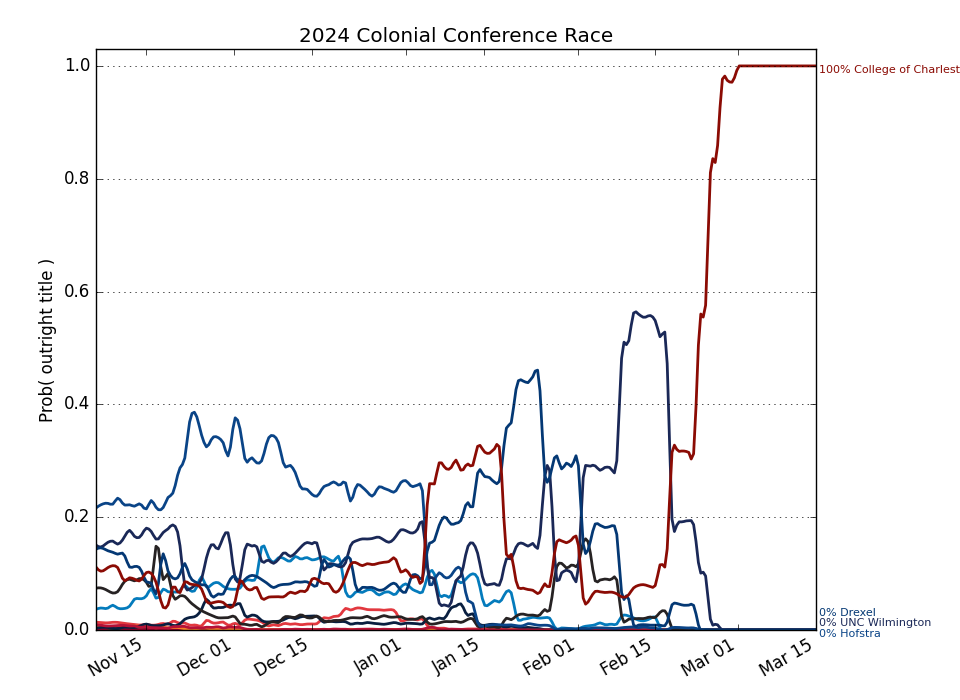 2024 Colonial Conference Race
1.0
0.8
0.6
0.4
0.2
0.0
Prob( outright title )
100% College of Charlest
0% Drexel
0% UNC Wilmington
0% Hofstra
Nov 15
Dec 01
Dec 15
Jan 01
Jan 15
Feb 01
Feb 15
Mar 01
Mar 15